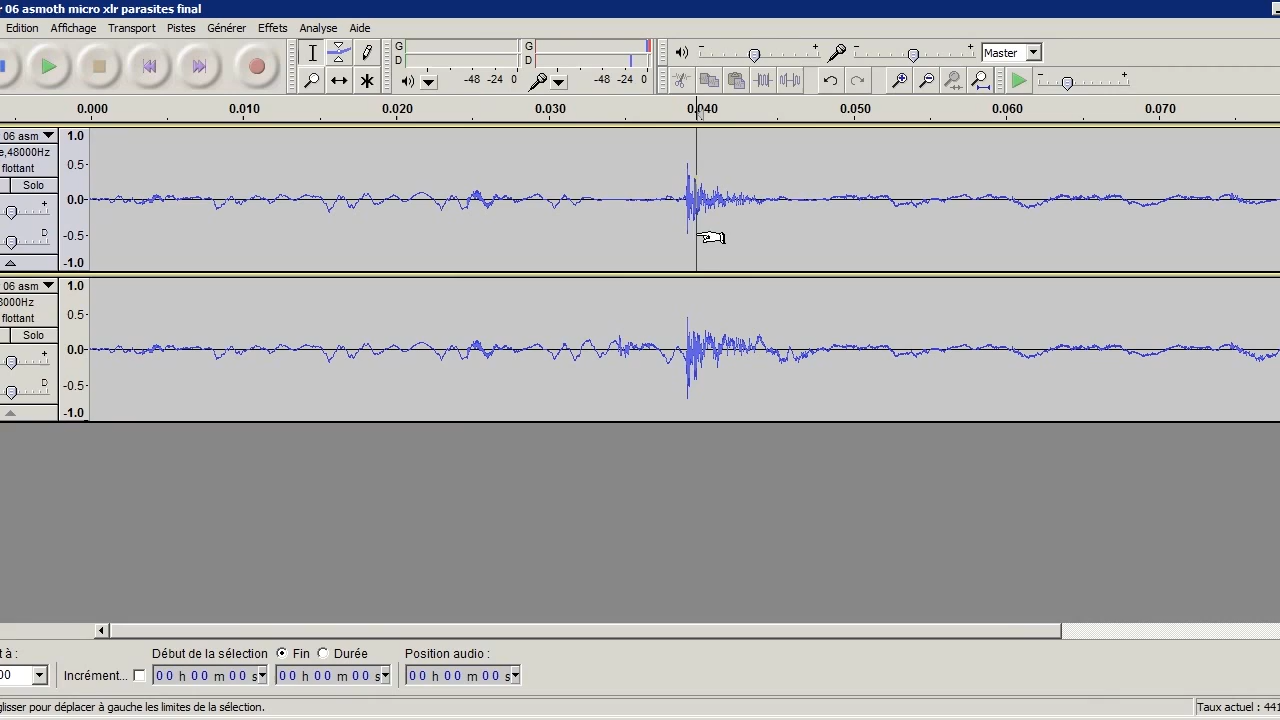 r 06 asmoth micro xlr parasites final
Edition Affichage Transport Pistes Générer Effets Analyse Aide
G
D
-48 -24 0
G
D
-48 -24 0
- +
- +
Master
- +
0.000 0.010 0.020 0.030 0.040 0.050 0.060 0.070
06 asm
e,48000Hz
flottant
Solo
+
D
1.0
0.5
0.0
-0.5
-1.0
06 asm
8000Hz
flottant
Solo
+
D
1.0
0.5
0.0
-0.5
-1.0
t à : Début de la sélection Fin Durée Position audio :
00 Incrément... 00 h 00 m 00 s 00 h 00 m 00 s 00 h 00 m 00 s
glisser pour déplacer à gauche les limites de la sélection. Taux actuel : 441